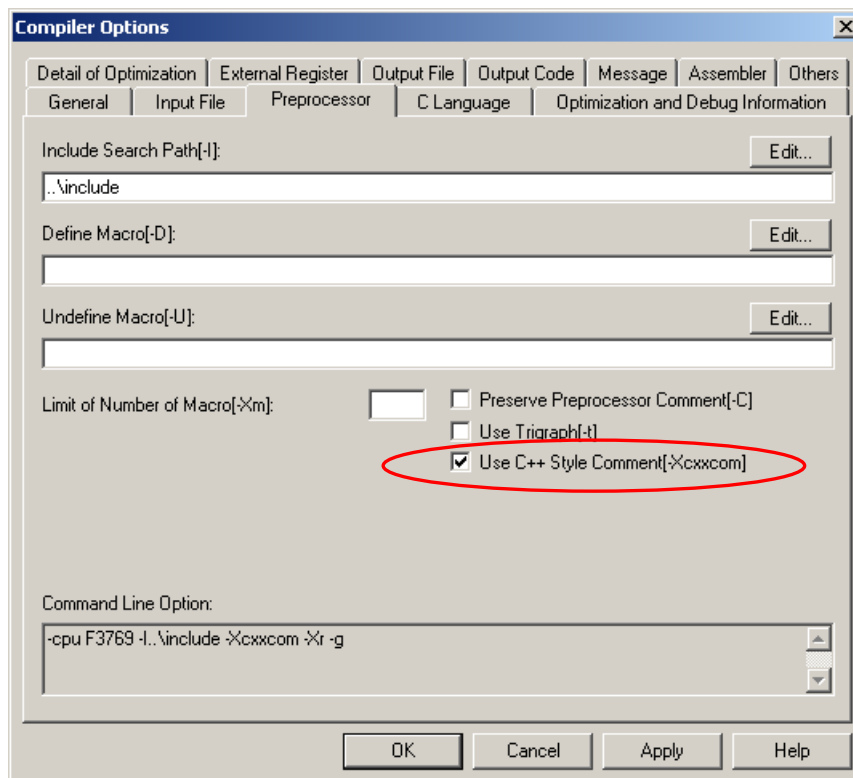 Compiler Options
Detail of Optimization External Register Output File Output Code Message Assembler Others
General Input File Preprocessor C Language Optimization and Debug Information
Include Search Path[-I]: Edit...
..\include
Define Macro[-D]: Edit...
Undefine Macro[-U]: Edit...
Limit of Number of Macro[-Xm]: Preserve Preprocessor Comment[-C]
Use Trigraph[-t]
Use C++ Style Comment[-Xcxxcom]
Command Line Option:
-cpu F3769 -I..\include -Xcxxcom -Xr -g
OK Cancel Apply Help